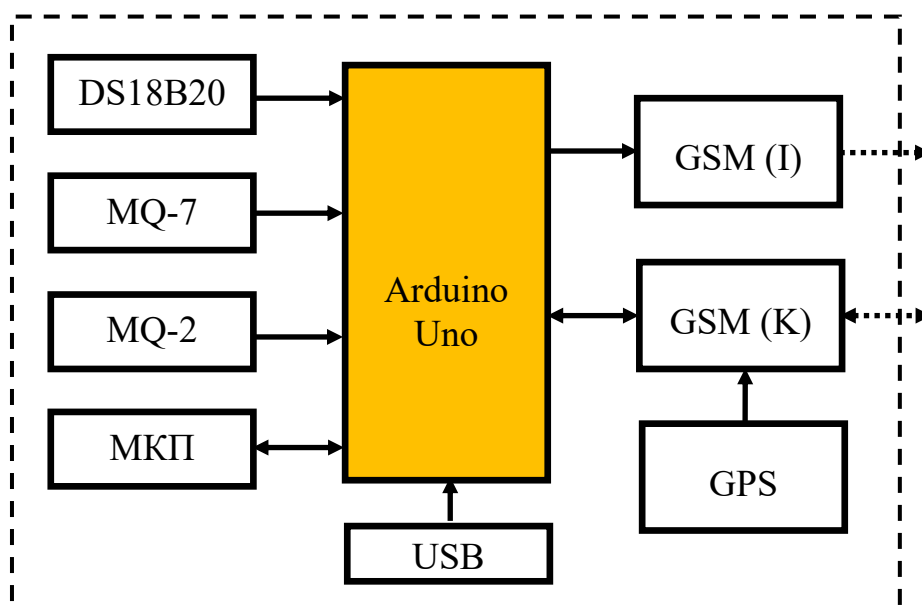 DS18B20
MQ-7
MQ-2
МКП
Arduino
Uno
USB
GSM (I)
GSM (K)
GPS